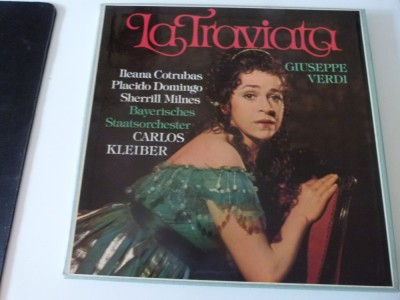 La Traviata
GIUSEPPE
VERDI
Ileana Cotrubas
Placido Domingo
Sherrill Milnes
Bayerisches
Staatsorchester
CARLOS
KLEIBER